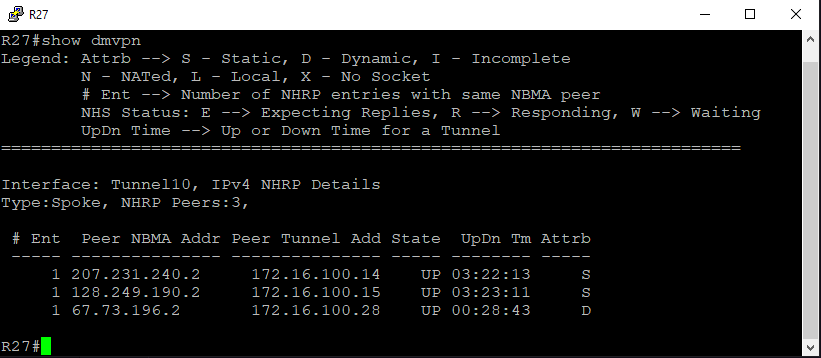 R27
R27#show dmvpn
Legend: Attrb --> S - Static, D - Dynamic, I - Incomplete
        N - NATed, L - Local, X - No Socket
        # Ent --> Number of NHRP entries with same NBMA peer
        NHS Status: E --> Expecting Replies, R --> Responding, W --> Waiting
        UpDn Time --> Up or Down Time for a Tunnel
==========================================================================

Interface: Tunnel10, IPv4 NHRP Details
Type:Spoke, NHRP Peers:3,

 # Ent  Peer NBMA Addr Peer Tunnel Add State  UpDn Tm Attrb
 ----- --------------- --------------- ----- -------- -----
     1 207.231.240.2     172.16.100.14    UP 03:22:13     S
     1 128.249.190.2     172.16.100.15    UP 03:23:11     S
     1 67.73.196.2       172.16.100.28    UP 00:28:43     D

R27#